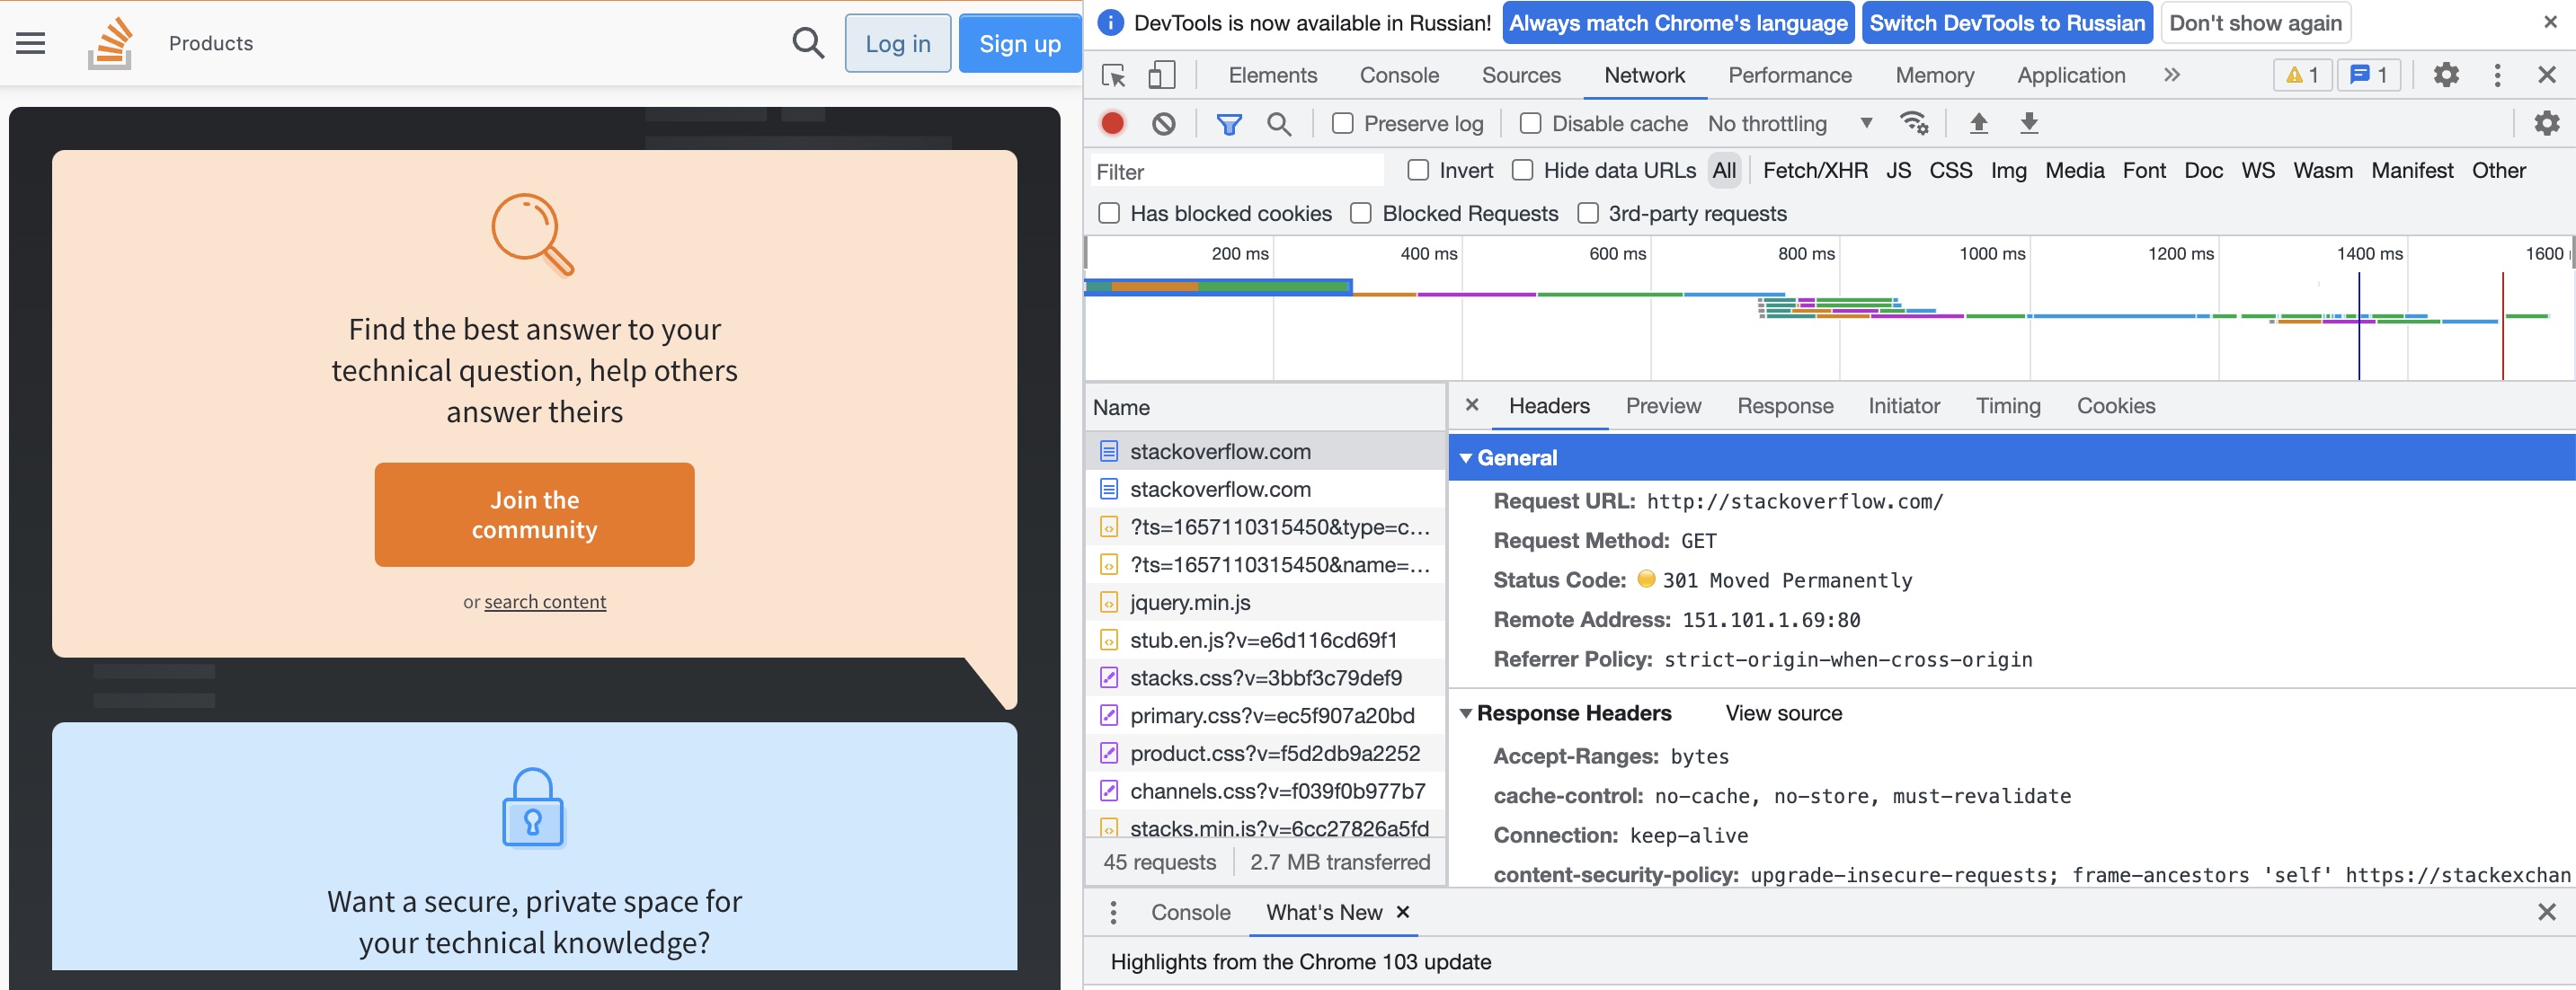 Products
Log in
Sign up
Find the best answer to your
technical question, help others
answer theirs
Join the
community
or search content
Want a secure, private space for
your technical knowledge?
DevTools is now available in Russian! Always match Chrome's language Switch DevTools to Russian Don't show again
Elements Console Sources Network Performance Memory Application 1 1
Preserve log Disable cache No throttling
Filter Invert Hide data URLs All Fetch/XHR JS CSS Img Media Font Doc WS Wasm Manifest Other
Has blocked cookies Blocked Requests 3rd-party requests
200 ms 400 ms 600 ms 800 ms 1000 ms 1200 ms 1400 ms 1600
Name
stackoverflow.com
stackoverflow.com
?ts=1657110315450&type=c…
?ts=1657110315450&name=…
jquery.min.js
stub.en.js?v=e6d116cd69f1
stacks.css?v=3bbf3c79def9
primary.css?v=ec5f907a20bd
product.css?v=f5d2db9a2252
channels.css?v=f039f0b977b7
stacks.min.js?v=6cc27826a5fd
45 requests 2.7 MB transferred
Headers Preview Response Initiator Timing Cookies
General
Request URL: http://stackoverflow.com/
Request Method: GET
Status Code: 301 Moved Permanently
Remote Address: 151.101.1.69:80
Referrer Policy: strict-origin-when-cross-origin
Response Headers View source
Accept-Ranges: bytes
cache-control: no-cache, no-store, must-revalidate
Connection: keep-alive
content-security-policy: upgrade-insecure-requests; frame-ancestors 'self' https://stackexchan
Console What's New
Highlights from the Chrome 103 update